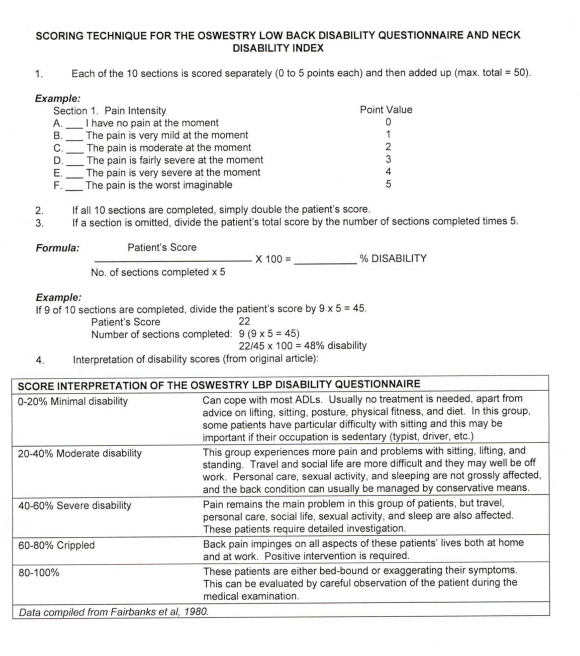 SCORING TECHNIQUE FOR THE OSWESTRY LOW BACK DISABILITY QUESTIONNAIRE AND NECK
DISABILITY INDEX
1. Each of the 10 sections is scored separately (0 to 5 points each) and then added up (max. total = 50).
Example:
Section 1. Pain Intensity Point Value
A. ___ I have no pain at the moment 0
B. ___ The pain is very mild at the moment 1
C. ___ The pain is moderate at the moment 2
D. ___ The pain is fairly severe at the moment 3
E. ___ The pain is very severe at the moment 4
F. ___ The pain is the worst imaginable 5
2. If all 10 sections are completed, simply double the patient's score.
3. If a section is omitted, divide the patient's total score by the number of sections completed times 5.
Formula: Patient's Score
X 100 = __________ % DISABILITY
No. of sections completed x 5
Example:
If 9 of 10 sections are completed, divide the patient's score by 9 x 5 = 45.
Patient's Score 22
Number of sections completed: 9 (9 x 5 = 45)
22/45 x 100 = 48% disability
4. Interpretation of disability scores (from original article):
SCORE INTERPRETATION OF THE OSWESTRY LBP DISABILITY QUESTIONNAIRE
0-20% Minimal disability Can cope with most ADLs. Usually no treatment is needed, apart from
advice on lifting, sitting, posture, physical fitness, and diet. In this group,
some patients have particular difficulty with sitting and this may be
important if their occupation is sedentary (typist, driver, etc.)
20-40% Moderate disability This group experiences more pain and problems with sitting, lifting, and
standing. Travel and social life are more difficult and they may well be off
work. Personal care, sexual activity, and sleeping are not grossly affected,
and the back condition can usually be managed by conservative means.
40-60% Severe disability Pain remains the main problem in this group of patients, but travel,
personal care, social life, sexual activity, and sleep are also affected.
These patients require detailed investigation.
60-80% Crippled Back pain impinges on all aspects of these patients' lives both at home
and at work. Positive intervention is required.
80-100% These patients are either bed-bound or exaggerating their symptoms.
This can be evaluated by careful observation of the patient during the
medical examination.
Data compiled from Fairbanks et al, 1980.